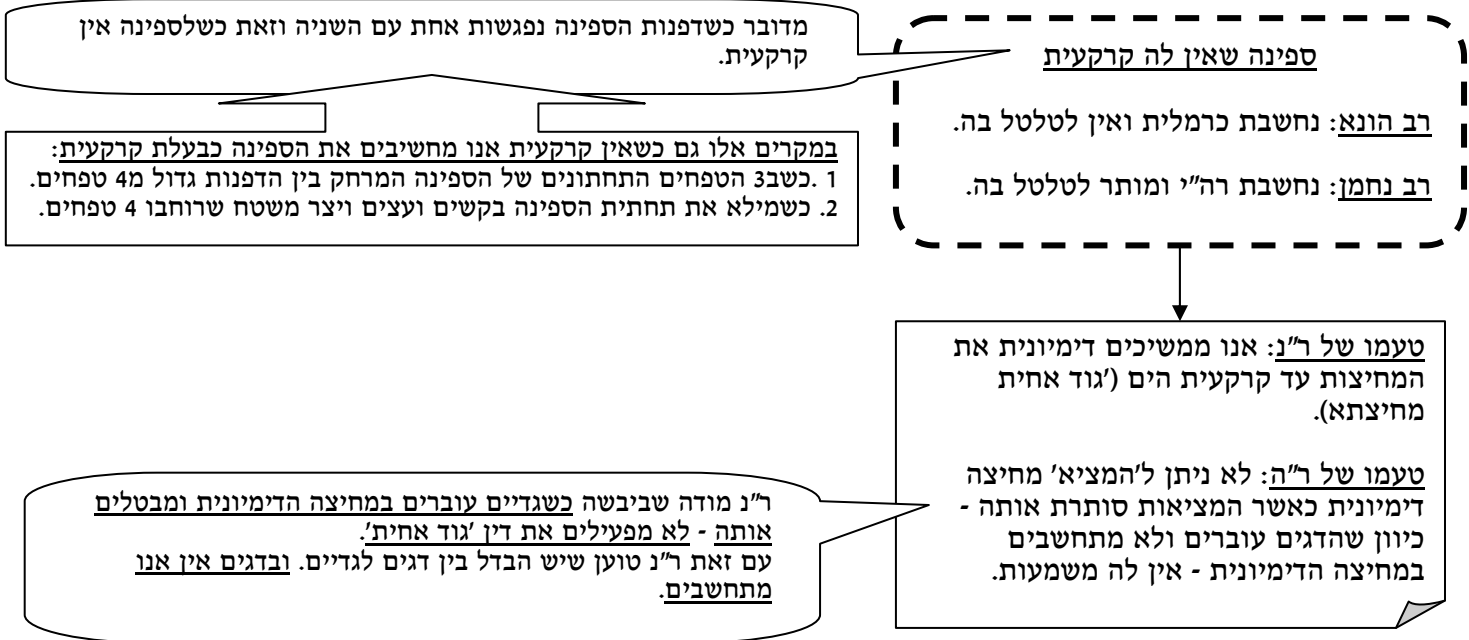 ספינה שאין לה קרקעית
רב הונא: נחשבת כרמלית ואין לטלטל בה.
רב נחמן: נחשבת רה"י ומותר לטלטל בה.
מדובר כשדפנות הספינה נפגשות אחת עם השניה וזאת כשלספינה אין
קרקעית.
במקרים אלו גם כשאין קרקעית אנו מחשיבים את הספינה כבעלת קרקעית:
1 .כשב3 הטפחים התחתונים של הספינה המרחק בין הדפנות גדול מ4 טפחים.
2. כשמילא את תחתית הספינה בקשים ועצים ויצר משטח שרוחבו 4 טפחים.
טעמו של ר"נ: אנו ממשיכים דימיונית את
המחיצות עד קרקעית הים ('גוד אחית
מחיצתא).
טעמו של ר"ה: לא ניתן ל'המציא' מחיצה
דימיונית כאשר המציאות סותרת אותה -
כיוון שהדגים עוברים ולא מתחשבים
במחיצה הדימיונית - אין לה משמעות.
ר"נ מודה שביבשה כשגדיים עוברים במחיצה הדימיונית ומבטלים
אותה - לא מפעילים את דין 'גוד אחית'.
עם זאת ר"נ טוען שיש הבדל בין דגים לגדיים. ובדגים אין אנו
מתחשבים.